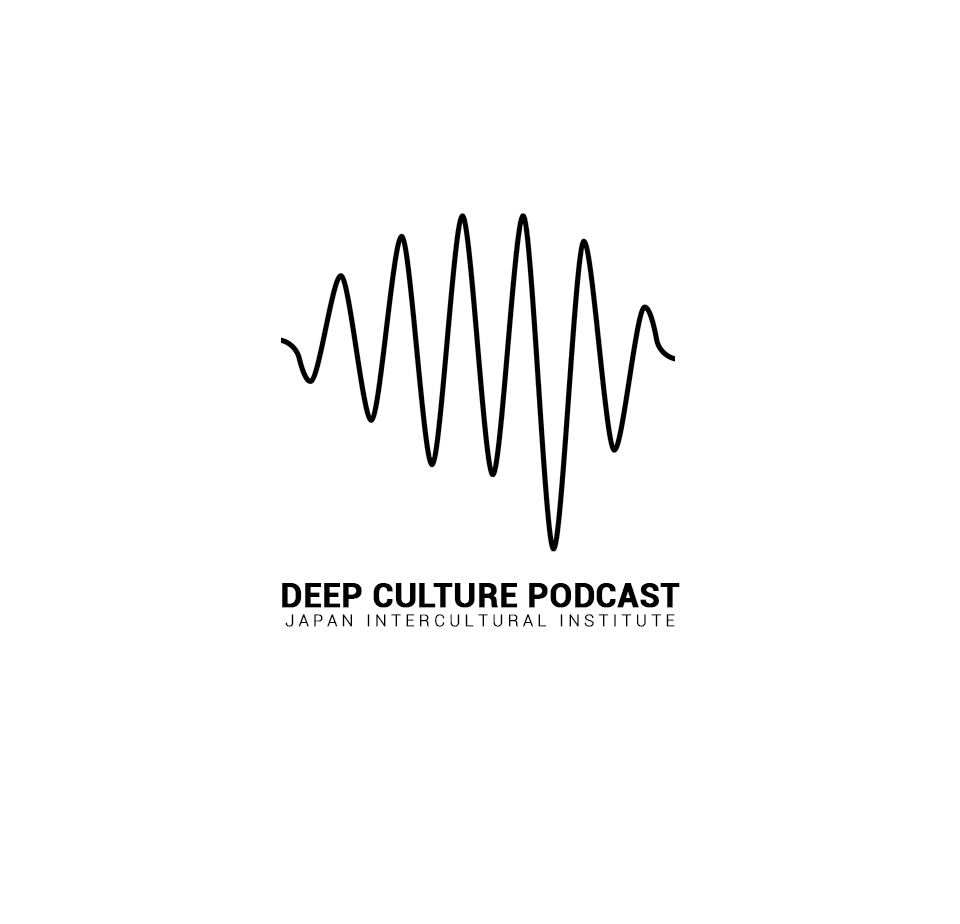 DEEP CULTURE PODCAST
JAPAN INTERCULTURAL INSTITUTE